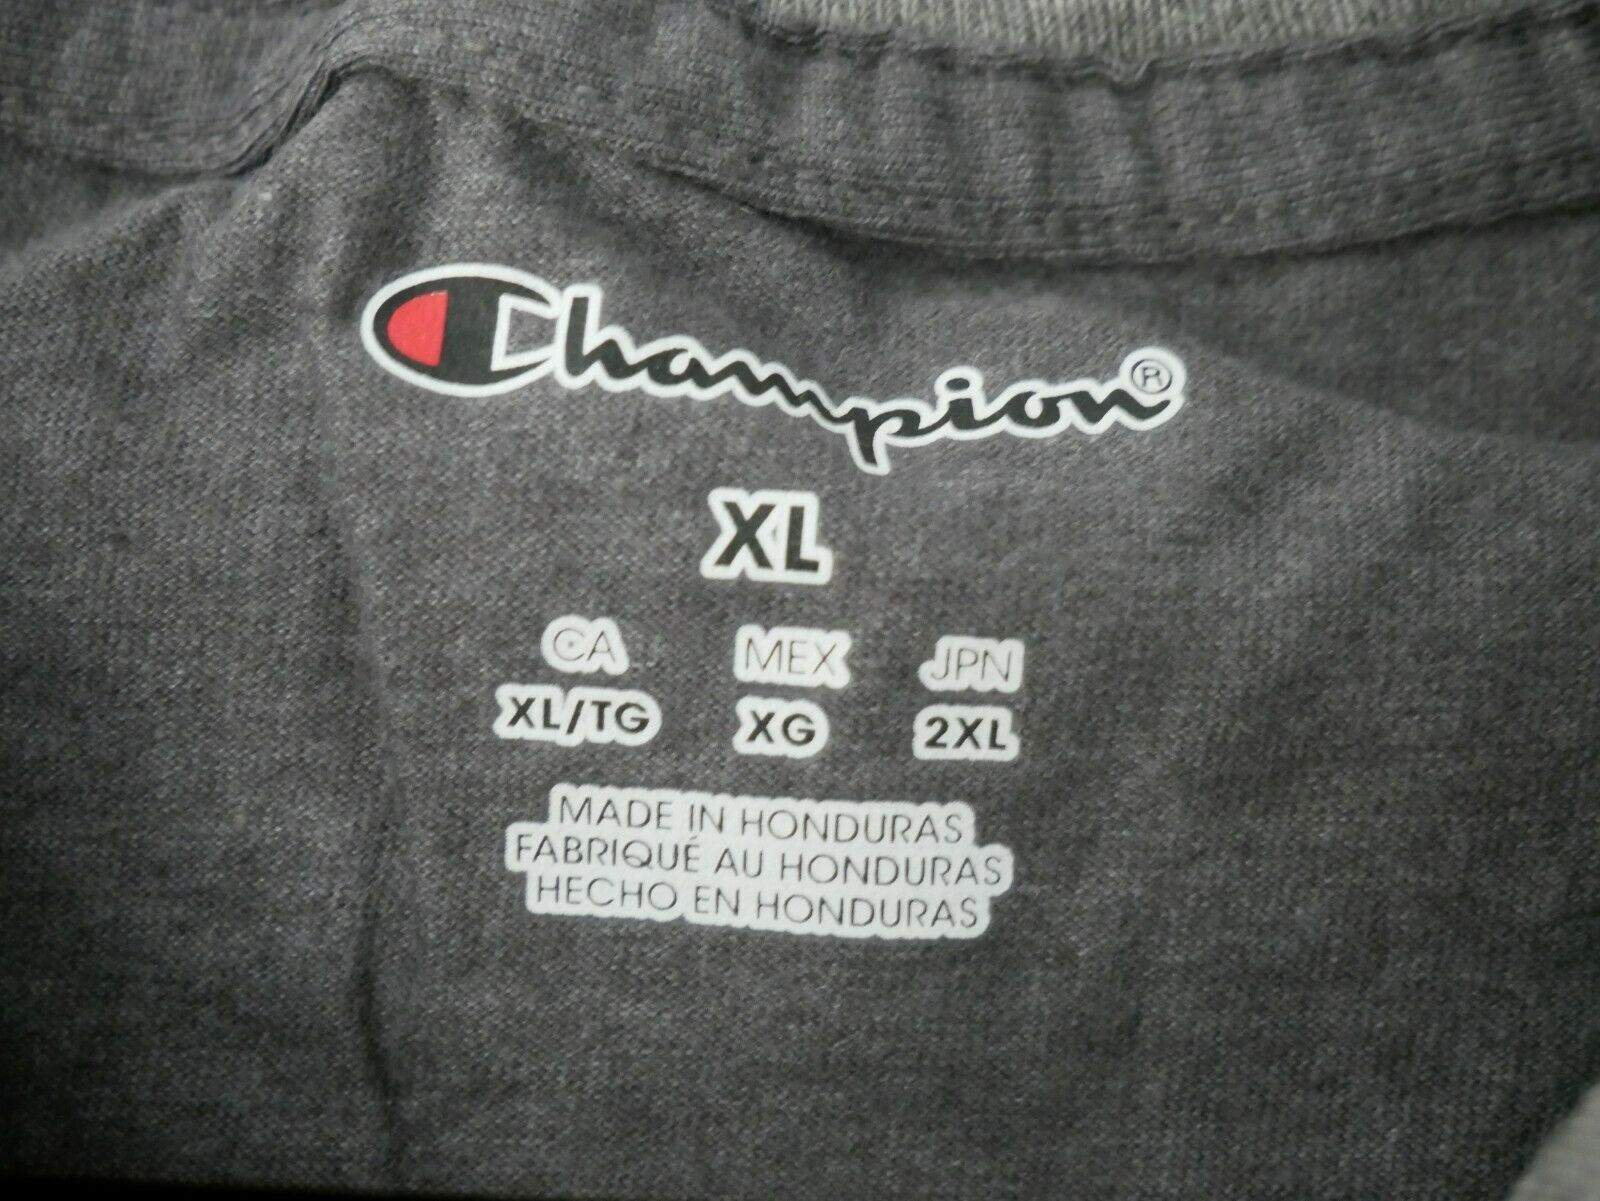 Champion®
XL
CA MEX JPN
XL/TG XG 2XL
MADE IN HONDURAS
FABRIQUÉ AU HONDURAS
HECHO EN HONDURAS